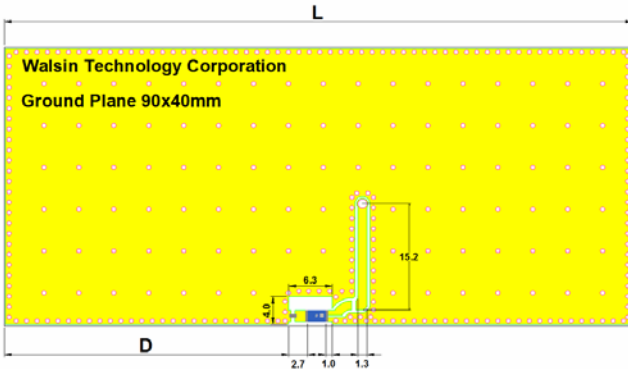 L
Walsin Technology Corporation
Ground Plane 90x40mm
15.2
6.3
4.0
D
2.7
1.0
1.3